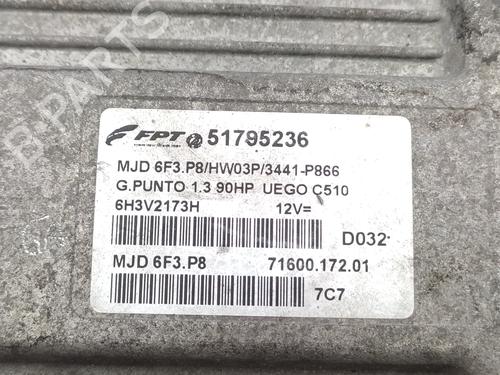 B-PARTS
FPT 51795236
MJD 6F3.P8/HW03P/3441-P866
G.PUNTO 1.3 90HP UEGO C510
6H3V2173H 12V=
D032
MJD 6F3.P8 71600.172.01
7C7